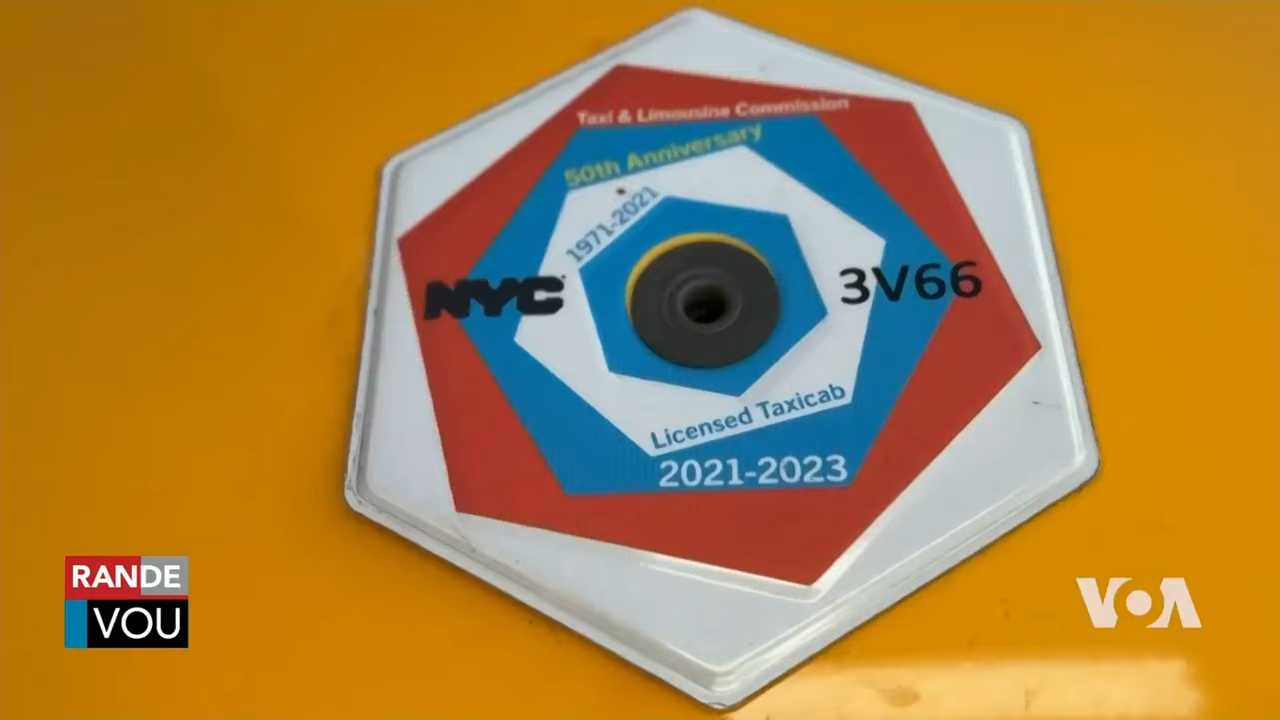 Taxi & Limousine Commission
50th Anniversary
1971-2021
NYC
3V66
Licensed Taxicab
2021-2023
RANDE
VOU
VOA